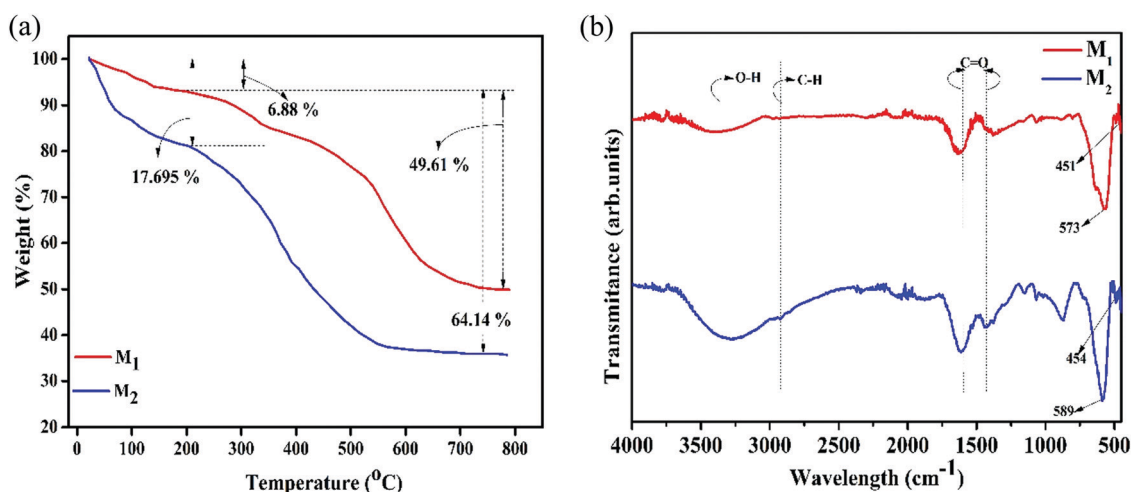 (a)
100
90
80
70
60
50
40
30
20
Weight (%)
6.88 %
17.695 %
49.61 %
64.14 %
M1
M2
0 100 200 300 400 500 600 700 800 900
Temperature (OC)
(b)
M1
M2
O-H
C-H
C=O
451
573
454
589
Transmitance (arb.units)
4000 3500 3000 2500 2000 1500 1000 500
Wavelength (cm-1)